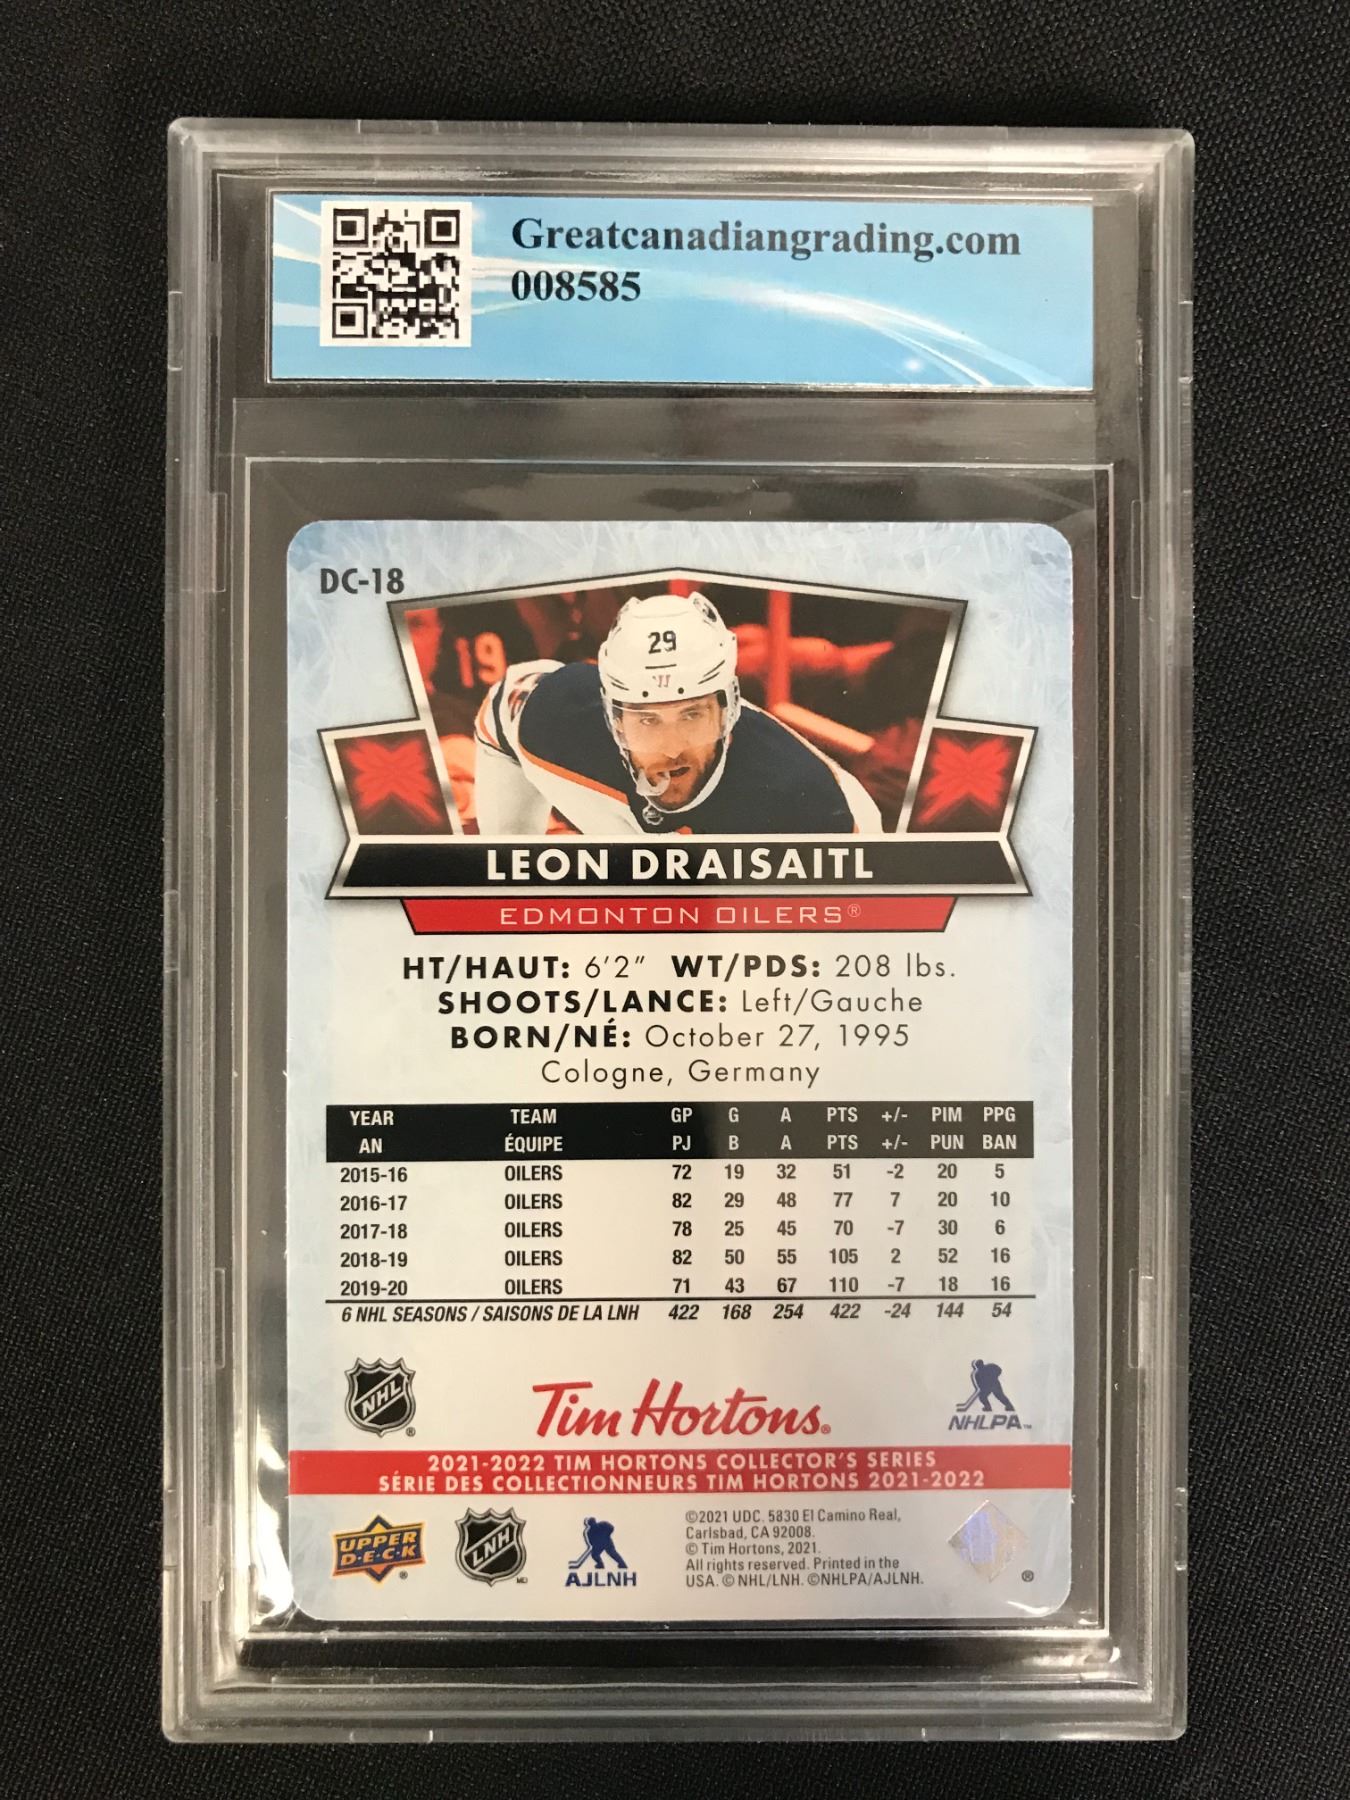 Greatcanadiangrading.com
008585
DC-18
19
29
LEON DRAISAITL
EDMONTON OILERS®
HT/HAUT: 6'2" WT/PDS: 208 lbs.
SHOOTS/LANCE: Left/Gauche
BORN/NÉ: October 27, 1995
Cologne, Germany
YEAR TEAM GP G A PTS +/- PIM PPG
AN ÉQUIPE PJ B A PTS +/- PUN BAN
2015-16 OILERS 72 19 32 51 -2 20 5
2016-17 OILERS 82 29 48 77 7 20 10
2017-18 OILERS 78 25 45 70 -7 30 6
2018-19 OILERS 82 50 55 105 2 52 16
2019-20 OILERS 71 43 67 110 -7 18 16
6 NHL SEASONS / SAISONS DE LA LNH 422 168 254 422 -24 144 54
NHL ®
Tim Hortons®
NHLPA™
2021-2022 TIM HORTONS COLLECTOR'S SERIES
SÉRIE DES COLLECTIONNEURS TIM HORTONS 2021-2022
UPPER
D·E·C·K ®
LNH MD
AJLNH
©2021 UDC. 5830 El Camino Real,
Carlsbad, CA 92008.
© Tim Hortons, 2021.
All rights reserved. Printed in the
USA. © NHL/LNH. ©NHLPA/AJLNH.
®